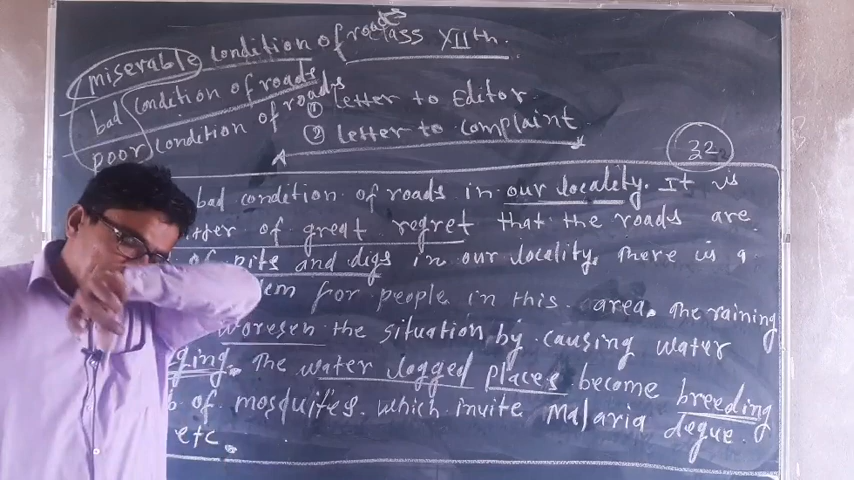 miserable condition of roads
class XIIth.
bad condition of roads
poor condition of roads
① letter to Editor
② letter to complaint
32
bad condition of roads in our locality. It is
of great regret that the roads are
of pits and digs in our locality. There is a
for people in this area. The raining
woresen the situation by causing water
ging. The water logged places become breeding
of mosquites. which invite Malaria degue.
etc.